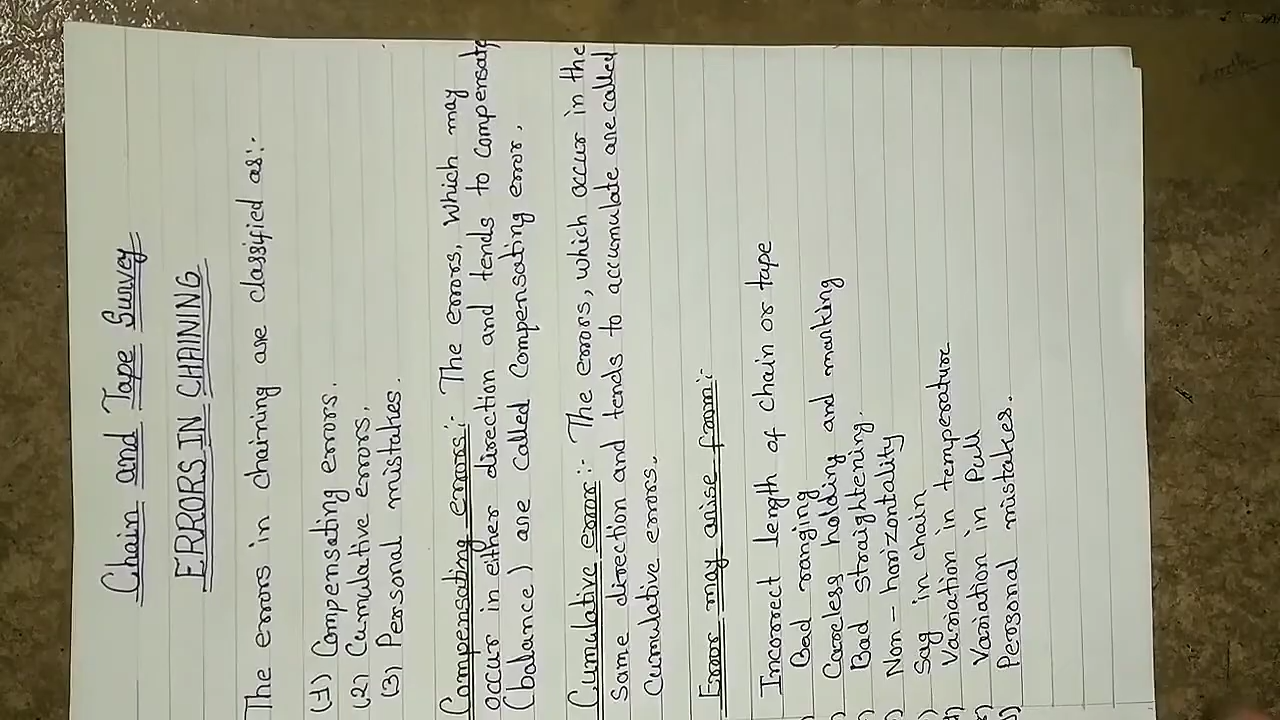 Chain and Tape Survey
ERRORS IN CHAINING
The errors in chaining are classified as:-
(1) Compensating errors.
(2) Cumulative errors.
(3) Personal mistakes.
Compensating errors:- The errors, which may
occur in either direction and tends to compensate
(balance) are called Compensating error.
Cumulative error:- The errors, which occur in the
Same direction and tends to accumulate are called
Cumulative errors.
Error may arise from:-
Incorrect length of chain or tape
Bad ranging
Careless holding and marking
Bad straightening.
Non-horizontality
Sag in chain
Variation in temperature
Variation in Pull
Personal mistakes.